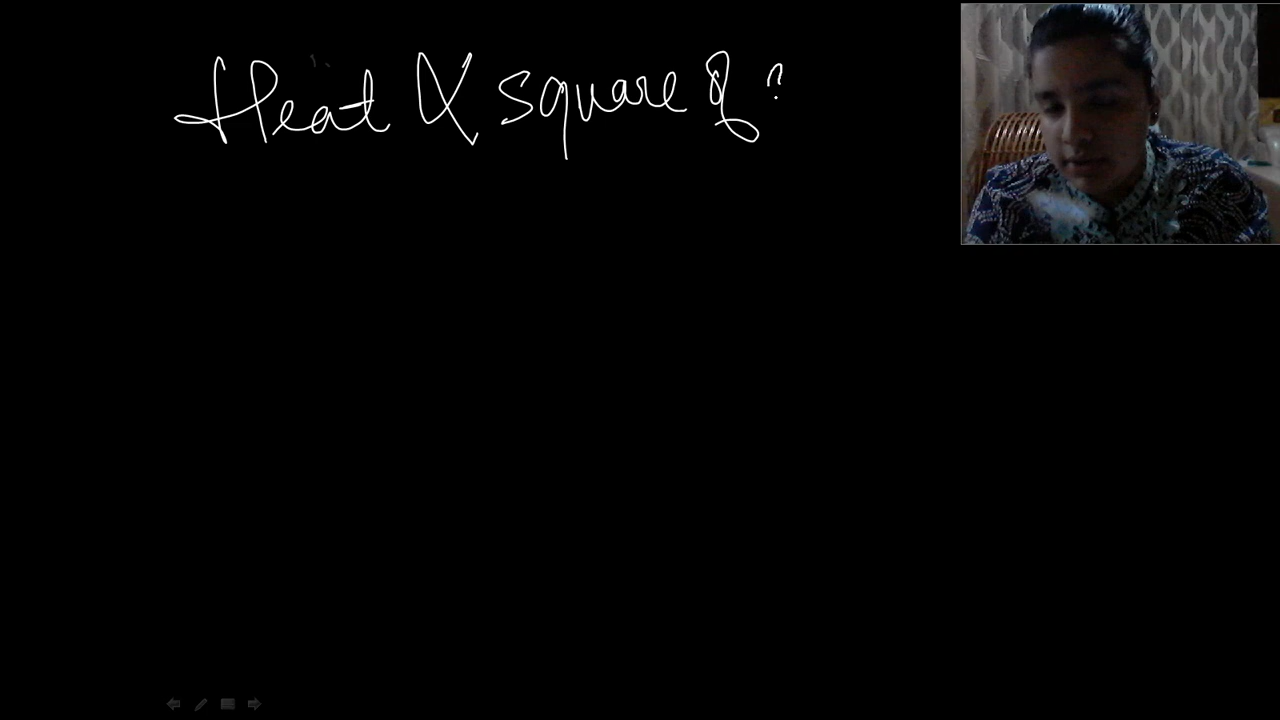 Heat ∝ square of ?